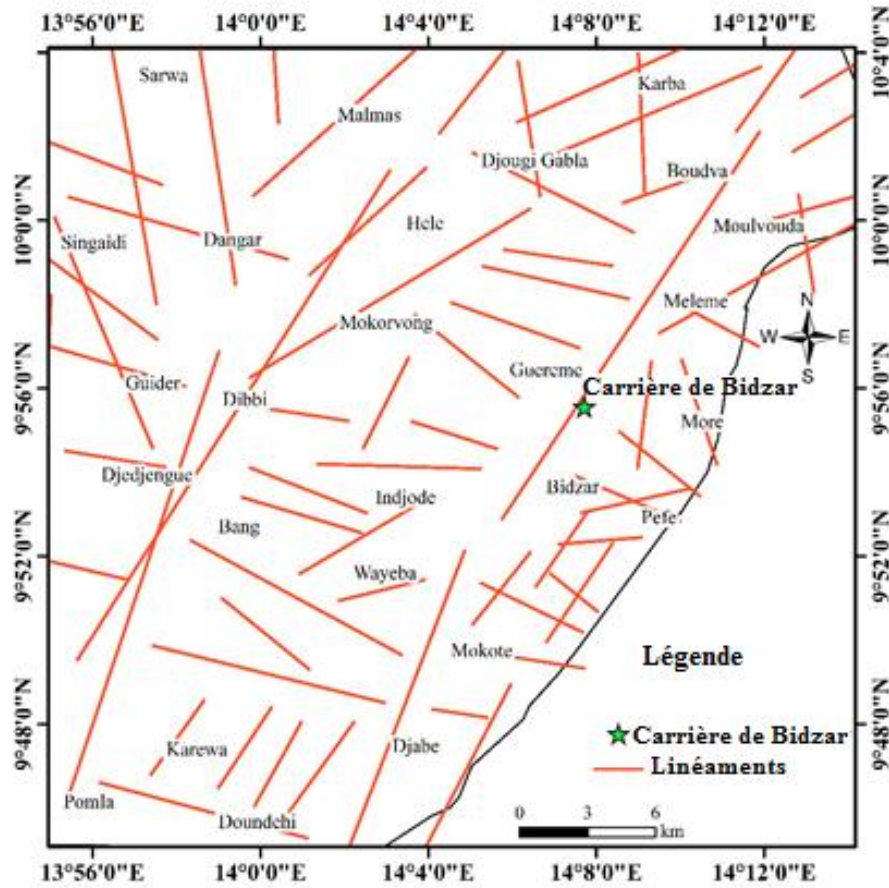 13°56'0"E 14°0'0"E 14°4'0"E 14°8'0"E 14°12'0"E
10°4'0"N
10°4'0"N
Sarwa
Karba
Malmas
Djougi Gabla
Boudva
10°0'0"N
10°0'0"N
Hele
Moulvouda
Singaidi
Dangar
Meleme
N
Mokorvong
W E
S
Guereme
Guider
Carrière de Bidzar
9°56'0"N
9°56'0"N
Dibbi
More
Djedjengue
Bidzar
Indjode
Bang
Pefe
9°52'0"N
9°52'0"N
Wayeba
Mokote
Légende
9°48'0"N
9°48'0"N
Carrière de Bidzar
Karewa
Djabe
Linéaments
Pomla
Doundehi
0 3 6
km
13°56'0"E 14°0'0"E 14°4'0"E 14°8'0"E 14°12'0"E